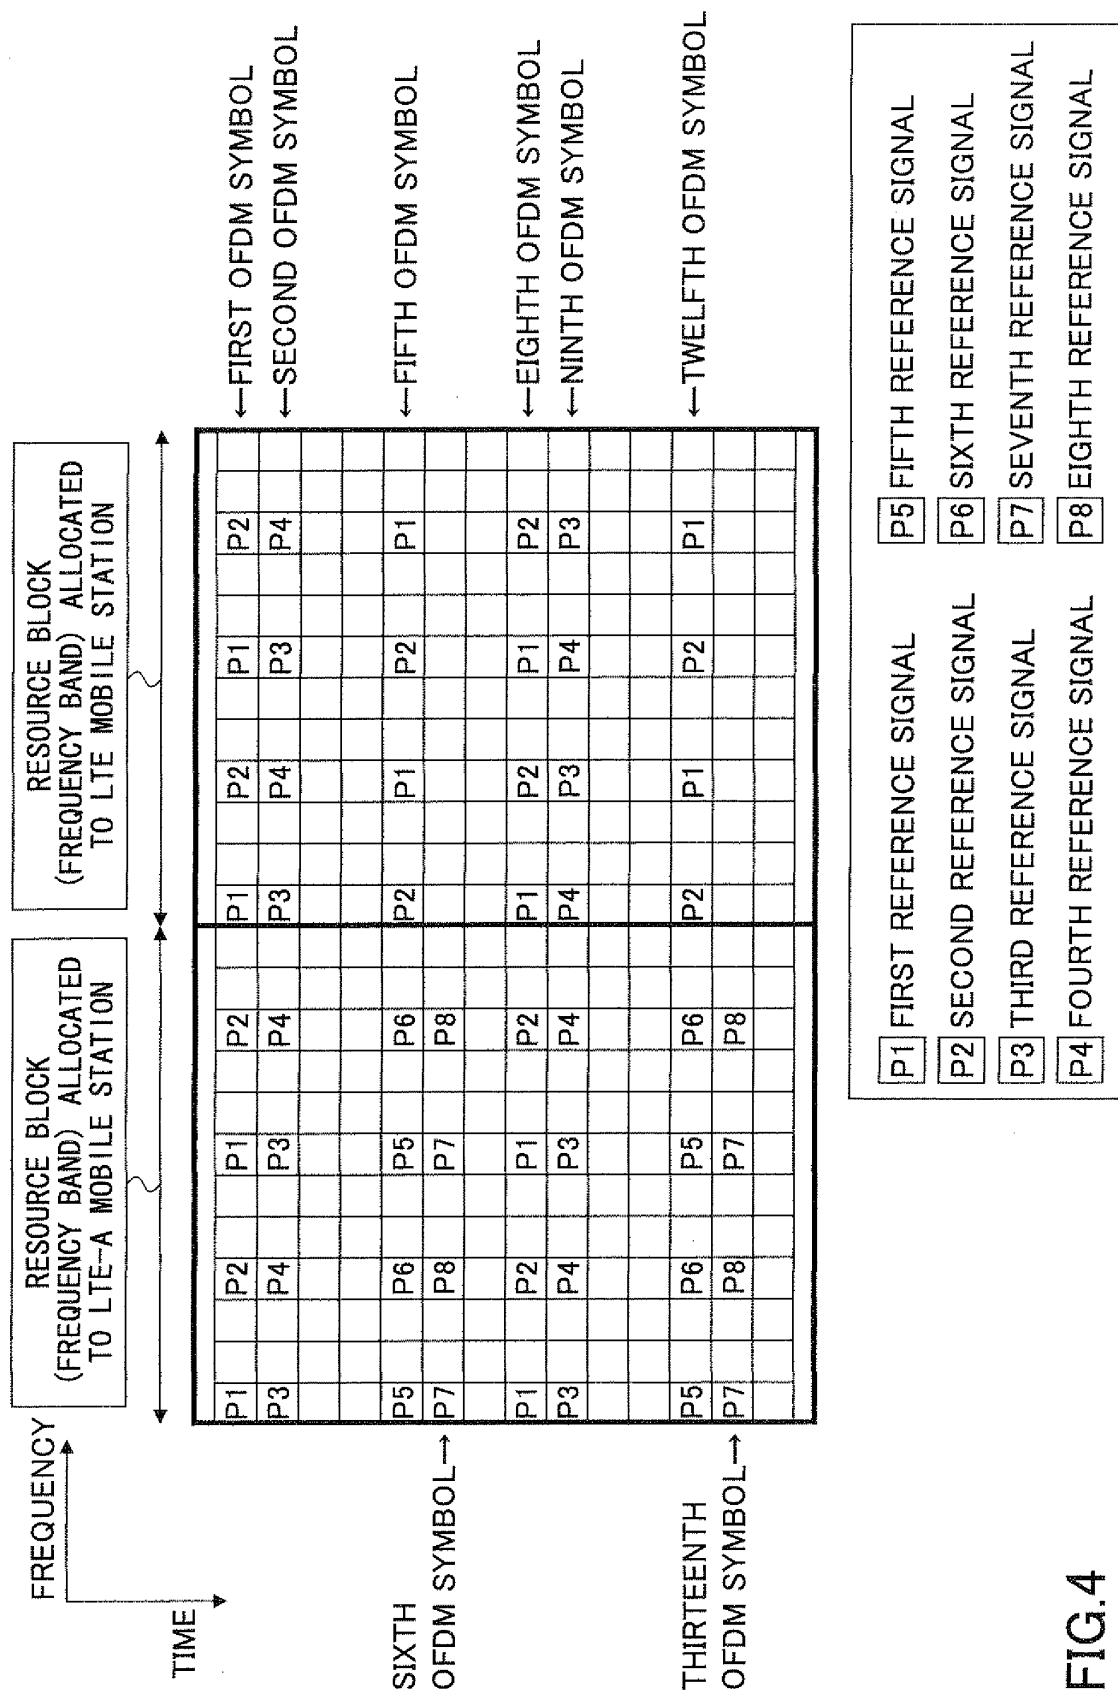 FREQUENCY
TIME
RESOURCE BLOCK
(FREQUENCY BAND) ALLOCATED
TO LTE-A MOBILE STATION
RESOURCE BLOCK
(FREQUENCY BAND) ALLOCATED
TO LTE MOBILE STATION
P1 P2 P1 P2 P1 P2 P1 P2 ←FIRST OFDM SYMBOL
P3 P4 P3 P4 P3 P4 P3 P4 ←SECOND OFDM SYMBOL
P5 P6 P5 P6 P2 P1 P2 P1 ←FIFTH OFDM SYMBOL
SIXTH
OFDM SYMBOL→ P7 P8 P7 P8
P1 P2 P1 P2 P1 P2 P1 P2 ←EIGHTH OFDM SYMBOL
P3 P4 P3 P4 P4 P3 P4 P3 ←NINTH OFDM SYMBOL
P5 P6 P5 P6 P2 P1 P2 P1 ←TWELFTH OFDM SYMBOL
THIRTEENTH
OFDM SYMBOL→ P7 P8 P7 P8
P1 FIRST REFERENCE SIGNAL
P2 SECOND REFERENCE SIGNAL
P3 THIRD REFERENCE SIGNAL
P4 FOURTH REFERENCE SIGNAL
P5 FIFTH REFERENCE SIGNAL
P6 SIXTH REFERENCE SIGNAL
P7 SEVENTH REFERENCE SIGNAL
P8 EIGHTH REFERENCE SIGNAL
FIG.4